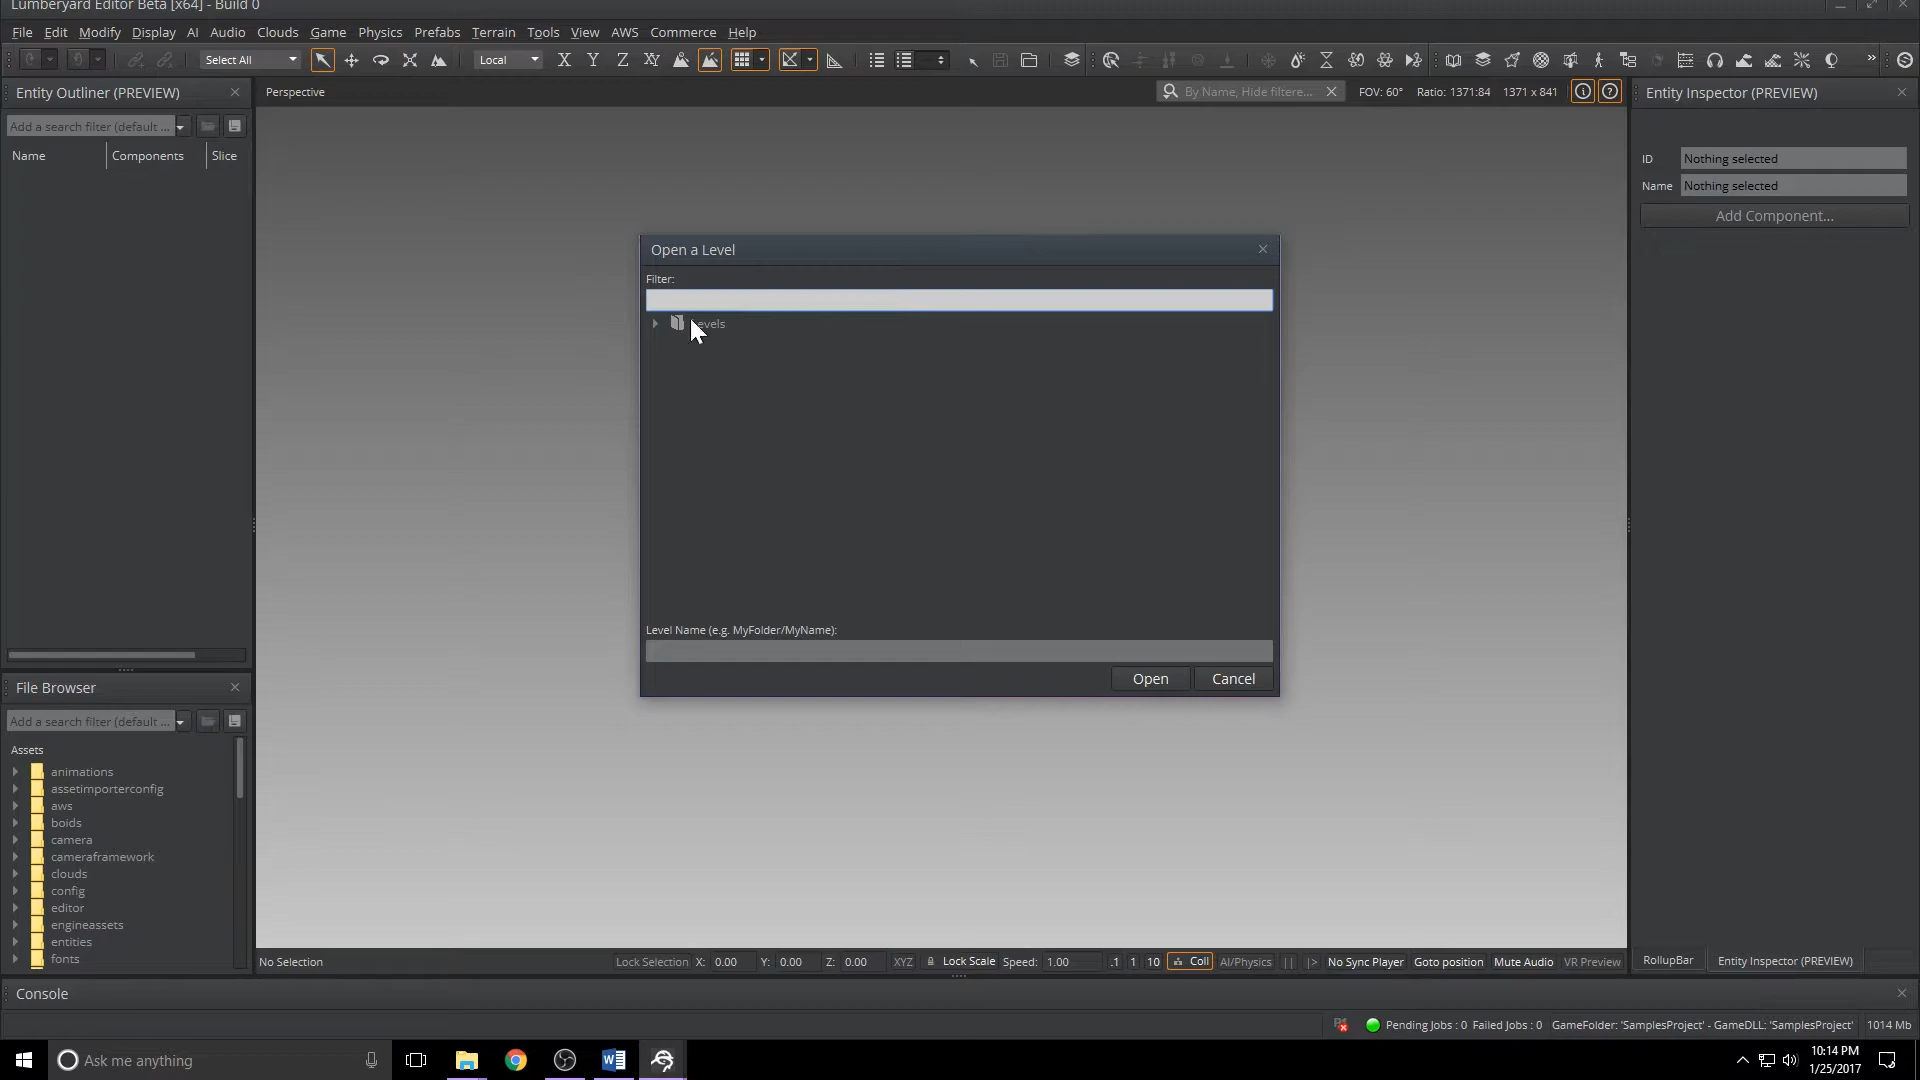 Lumberyard Editor Beta [x64] - Build 0
File Edit Modify Display AI Audio Clouds Game Physics Prefabs Terrain Tools View AWS Commerce Help
Select All Local X Y Z XY
Entity Outliner (PREVIEW)
Add a search filter (default ...
Name Components Slice
Perspective By Name, Hide filtere... FOV: 60° Ratio: 1371:84 1371 x 841
Entity Inspector (PREVIEW)
ID Nothing selected
Name Nothing selected
Add Component...
Open a Level
Filter:
evels
Level Name (e.g. MyFolder/MyName):
Open Cancel
File Browser
Add a search filter (default ...
Assets
animations
assetimporterconfig
aws
boids
camera
cameraframework
clouds
config
editor
engineassets
entities
fonts
No Selection Lock Selection X: 0.00 Y: 0.00 Z: 0.00 XYZ Lock Scale Speed: 1.00 .1 1 10 Coll AI/Physics No Sync Player Goto position Mute Audio VR Preview
RollupBar Entity Inspector (PREVIEW)
Console
Pending Jobs : 0 Failed Jobs : 0 GameFolder: 'SamplesProject' - GameDLL: 'SamplesProject' 1014 Mb
Ask me anything
10:14 PM
1/25/2017